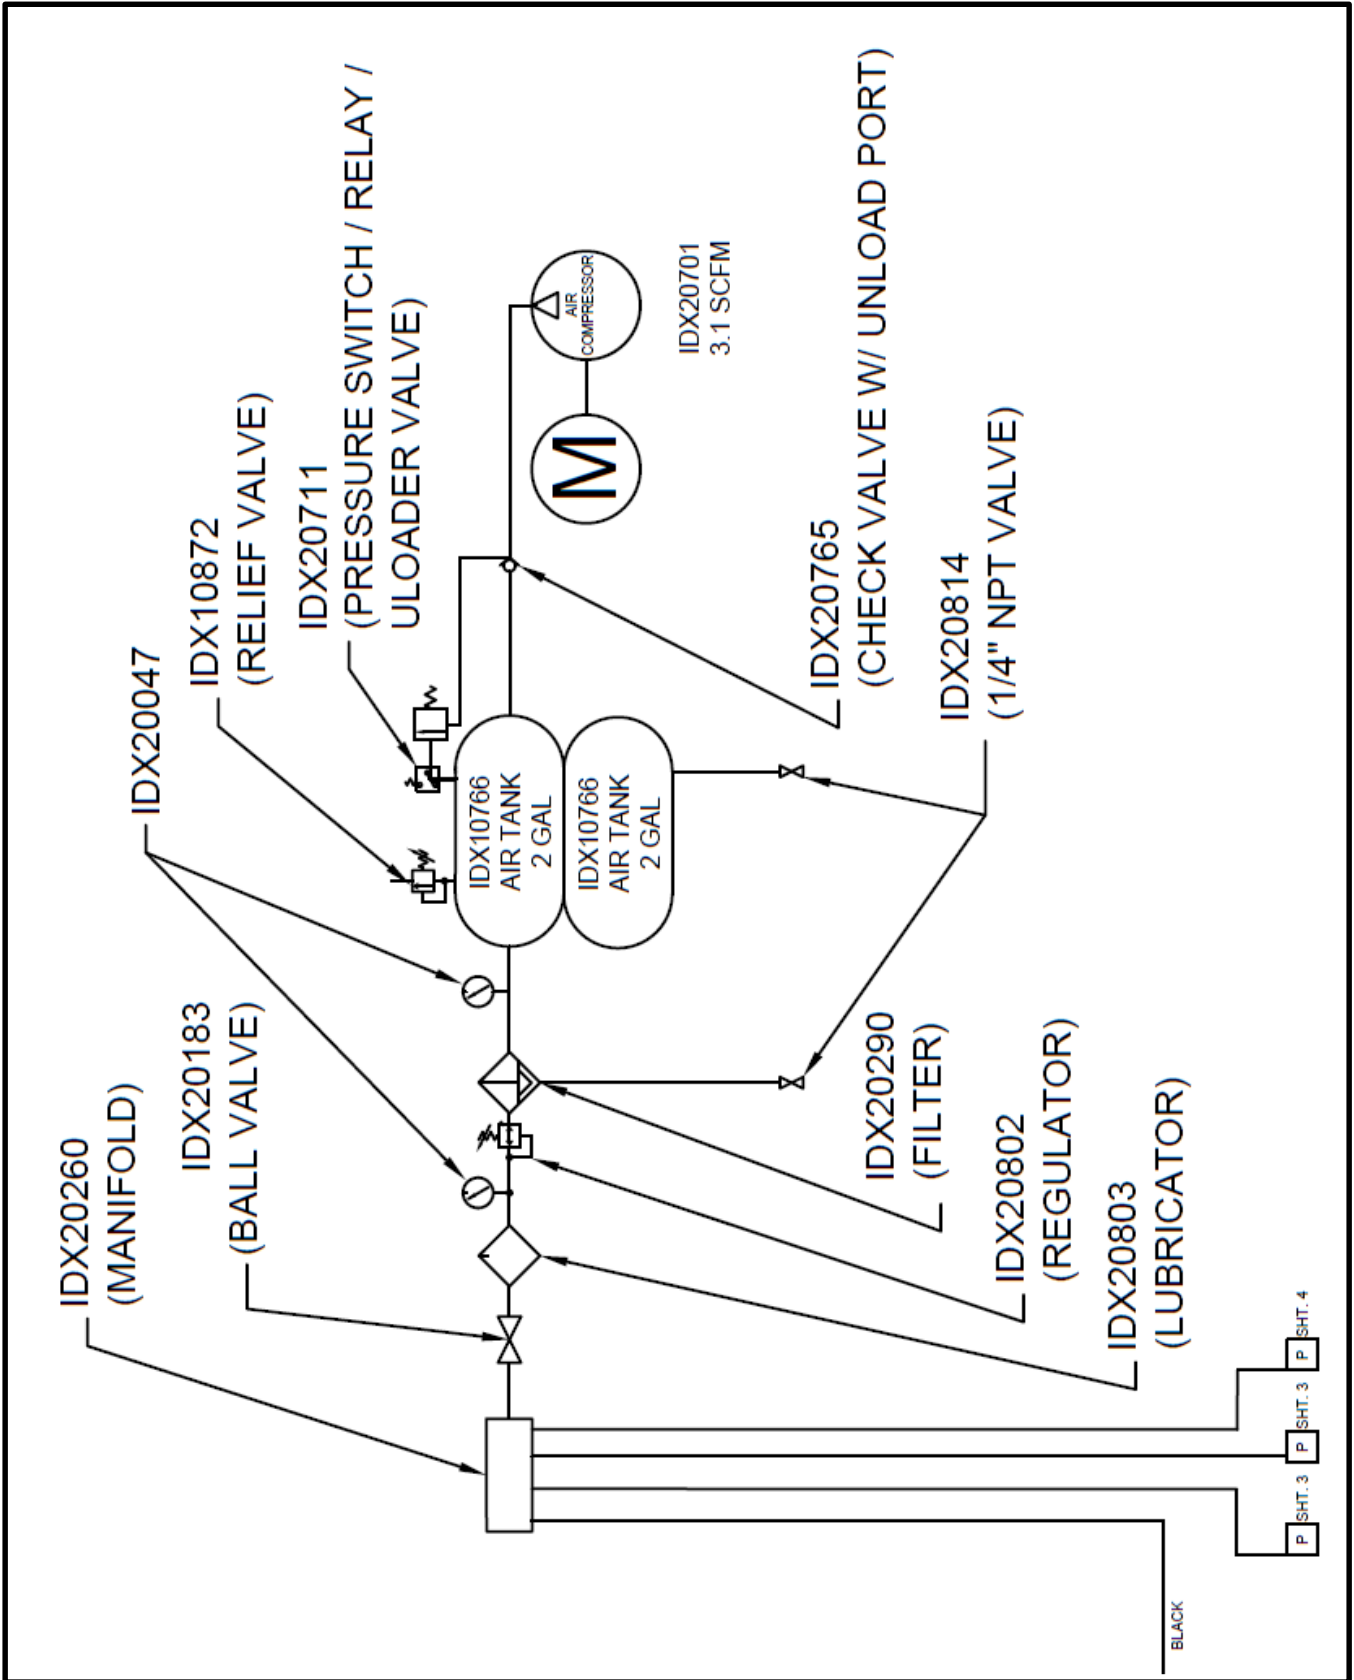 IDX20260
(MANIFOLD)
IDX20183
(BALL VALVE)
IDX20047
IDX10872
(RELIEF VALVE)
IDX20711
(PRESSURE SWITCH / RELAY /
ULOADER VALVE)
IDX10766
AIR TANK
2 GAL
IDX10766
AIR TANK
2 GAL
M
AIR
COMPRESSOR
IDX20701
3.1 SCFM
IDX20765
(CHECK VALVE W/ UNLOAD PORT)
IDX20814
(1/4" NPT VALVE)
IDX20290
(FILTER)
IDX20802
(REGULATOR)
IDX20803
(LUBRICATOR)
BLACK
P SHT. 3
P SHT. 3
P SHT. 4